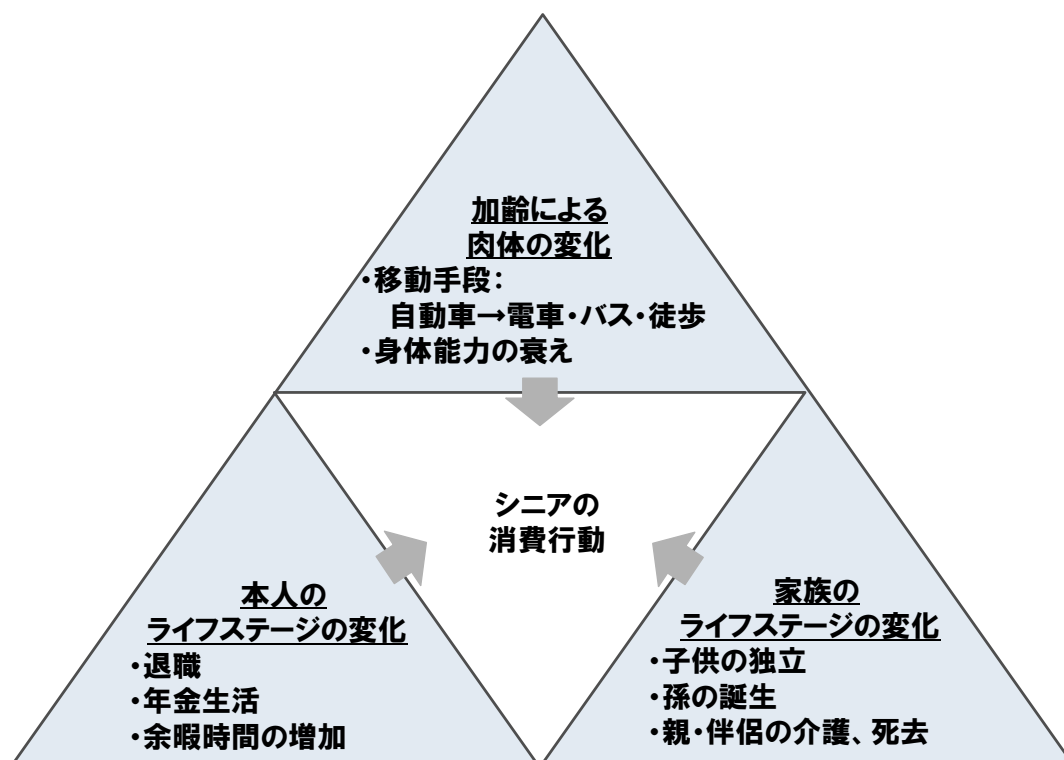 加齢による
肉体の変化
・移動手段：
自動車→電車・バス・徒歩
・身体能力の衰え
シニアの
消費行動
本人の
ライフステージの変化
・退職
・年金生活
・余暇時間の増加
家族の
ライフステージの変化
・子供の独立
・孫の誕生
・親・伴侶の介護、死去